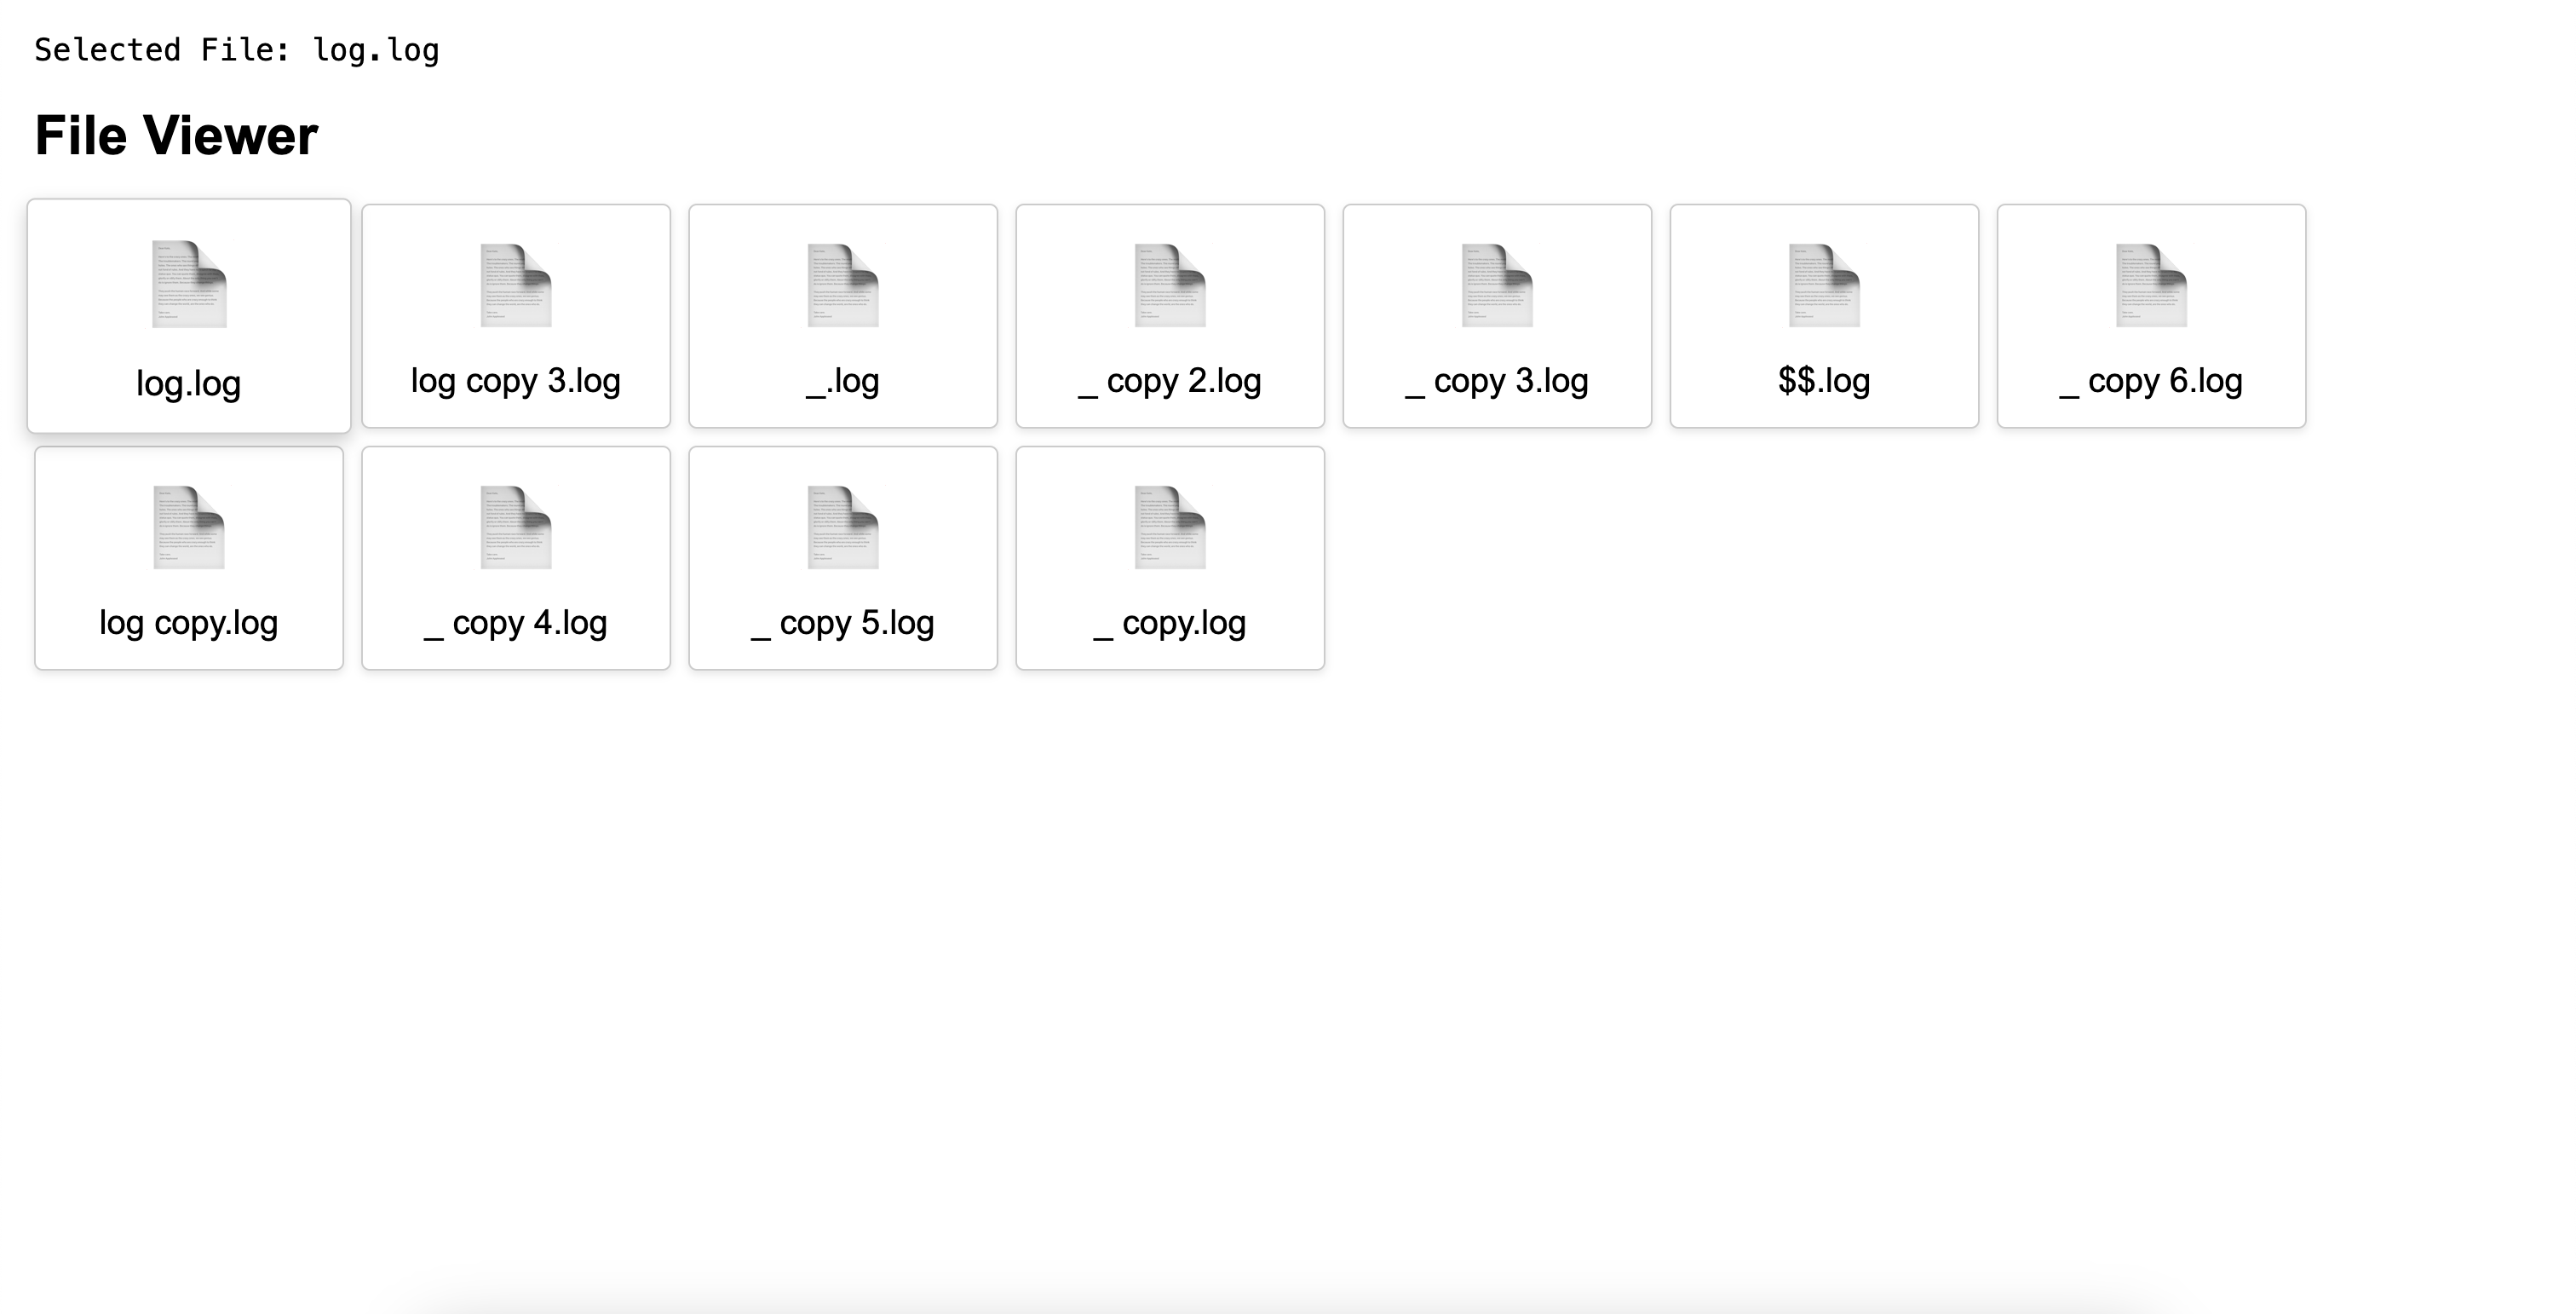 Selected File: log.log
File Viewer
log.log
log copy 3.log
_.log
_ copy 2.log
_ copy 3.log
$$.log
_ copy 6.log
log copy.log
_ copy 4.log
_ copy 5.log
_ copy.log